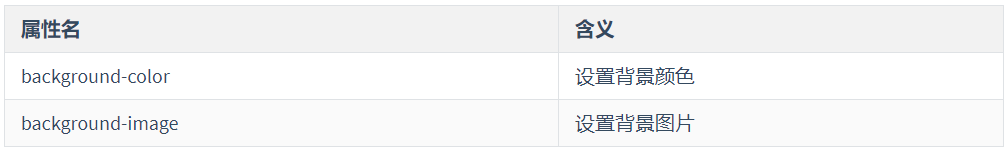 属性名 含义
background-color 设置背景颜色
background-image 设置背景图片